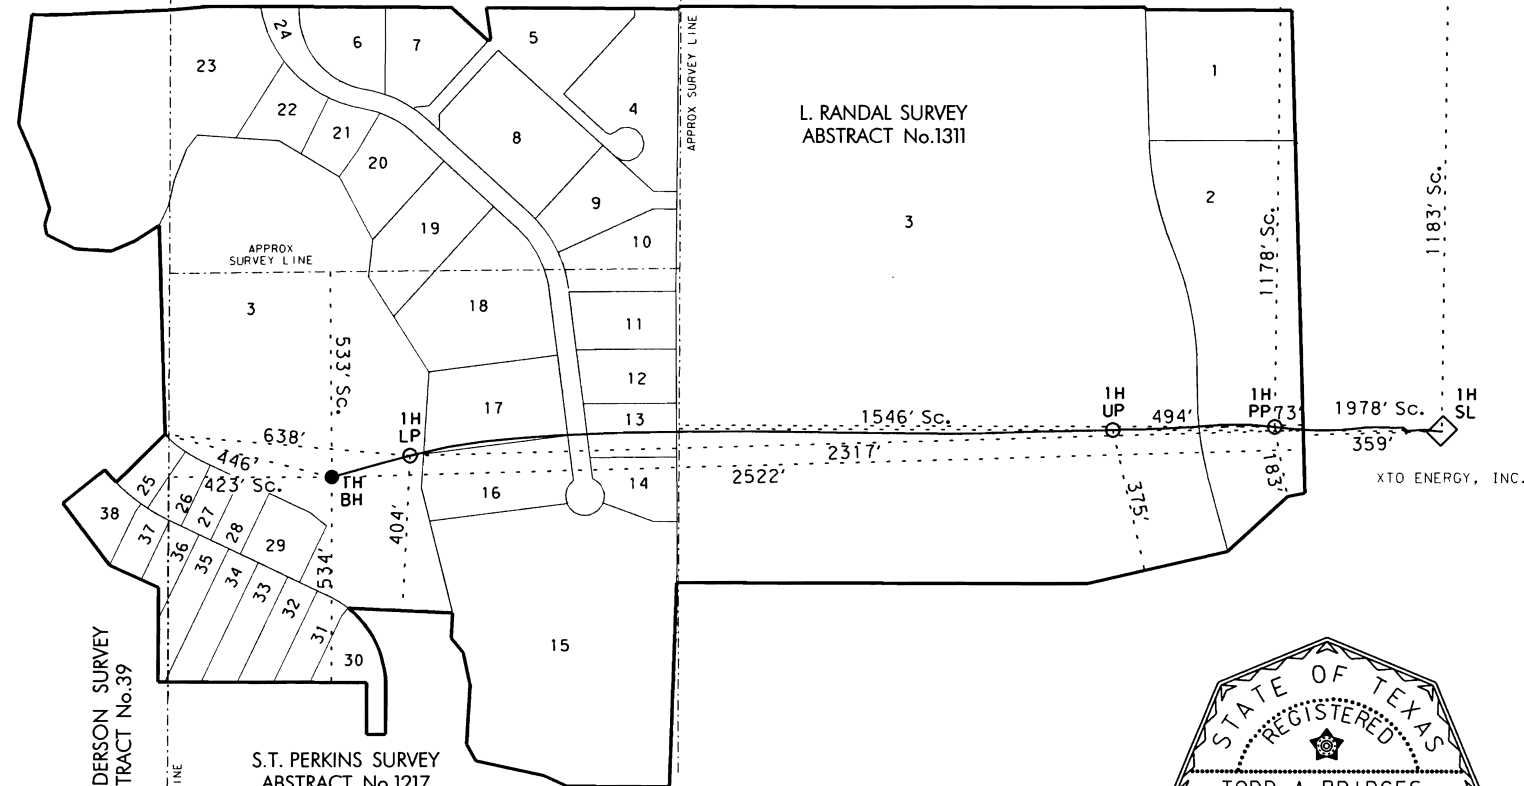 24
6
7
5
23
22
21
20
8
4
9
10
19
18
APPROX
SURVEY LINE
3
11
12
13
17
16
14
15
APPROX SURVEY LINE
L. RANDAL SURVEY
ABSTRACT No.1311
3
1
2
1178' Sc.
1183' Sc.
533' Sc.
638'
446'
423' Sc.
1H
LP
1H
BH
404'
534'
1546' Sc.
2317'
2522'
1H
UP
494'
375'
1H
PP
73'
183'
1978' Sc.
359'
1H
SL
XTO ENERGY, INC.
25
26
27
28
29
38
37
36
35
34
33
32
31
30
DERSON SURVEY
TRACT No.39
INE
S.T. PERKINS SURVEY
ABSTRACT No.1217
STATE OF TEXAS
REGISTERED
TODD A BRIDGES